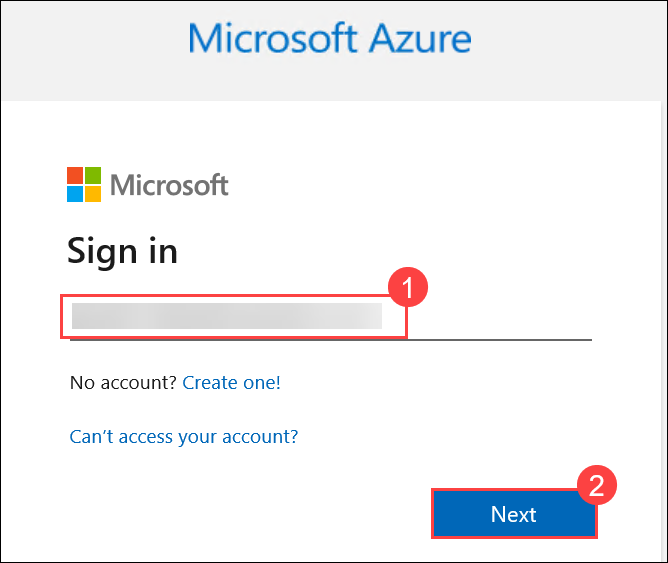 Microsoft Azure
Microsoft
Sign in
1
No account? Create one!
Can't access your account?
2
Next